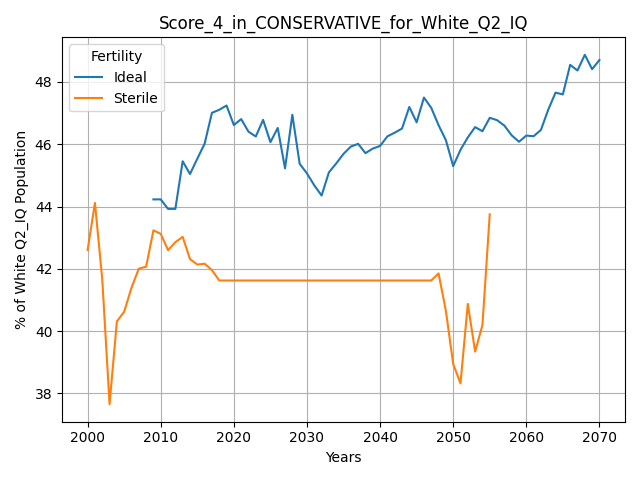 Score_4_in_CONSERVATIVE_for_White_Q2_IQ
Fertility
Ideal
Sterile
% of White Q2_IQ Population
48
46
44
42
40
38
2000
2010
2020
2030
2040
2050
2060
2070
Years